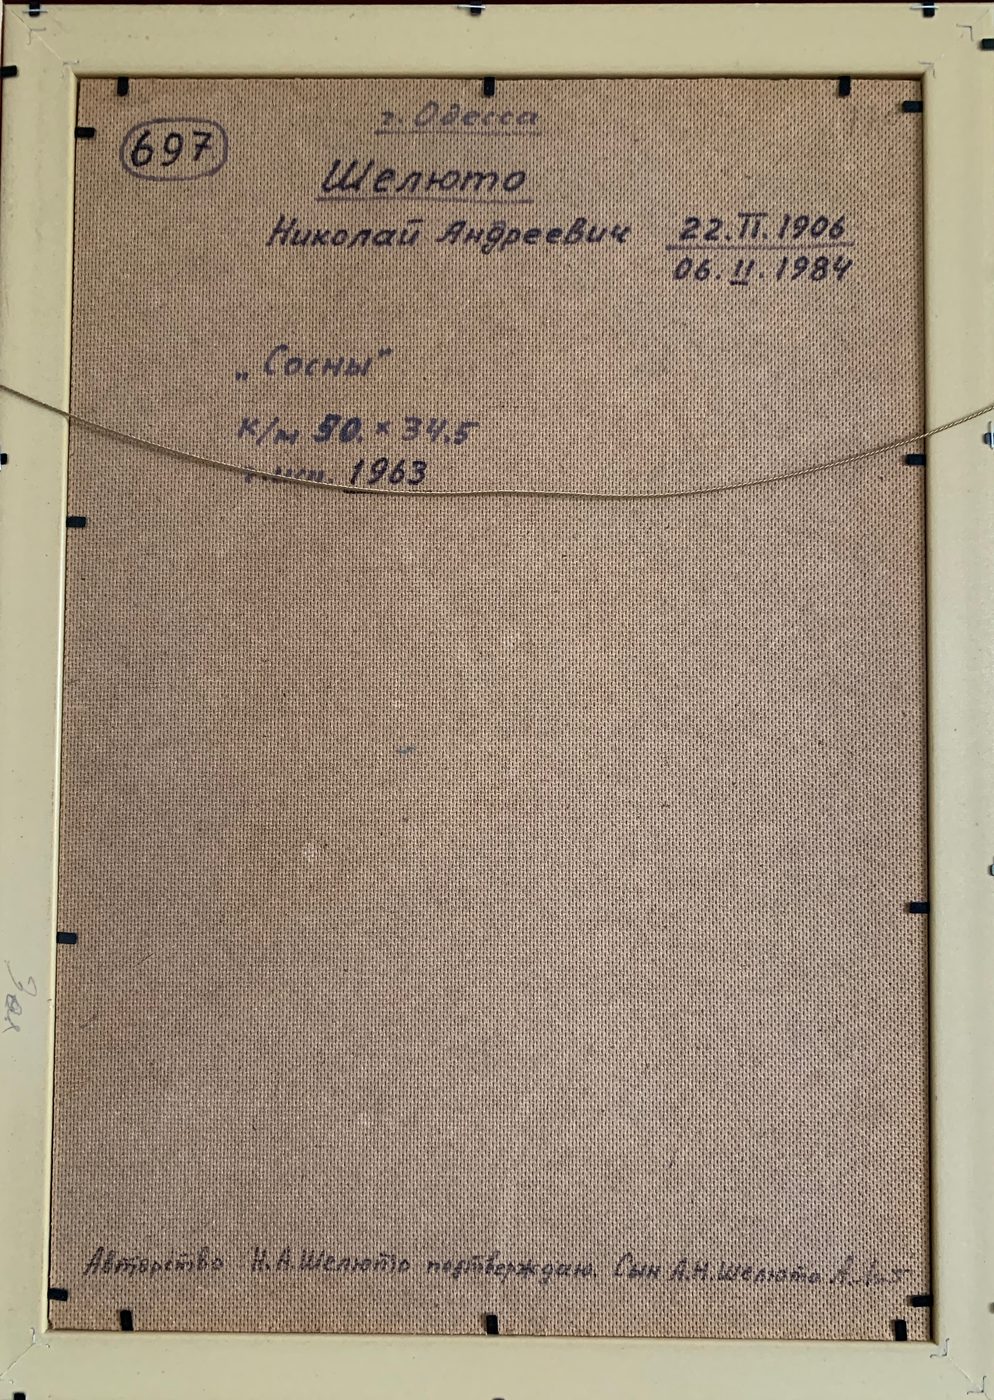 г. Одесса
697
Шелюто
Николай Андреевич 22.II.1906
06.II.1984
„Сосны"
к/м 50.×34.5
г.исп. 1963
Авторство Н.А.Шелюто подтверждаю. Сын А.Н.Шелюто